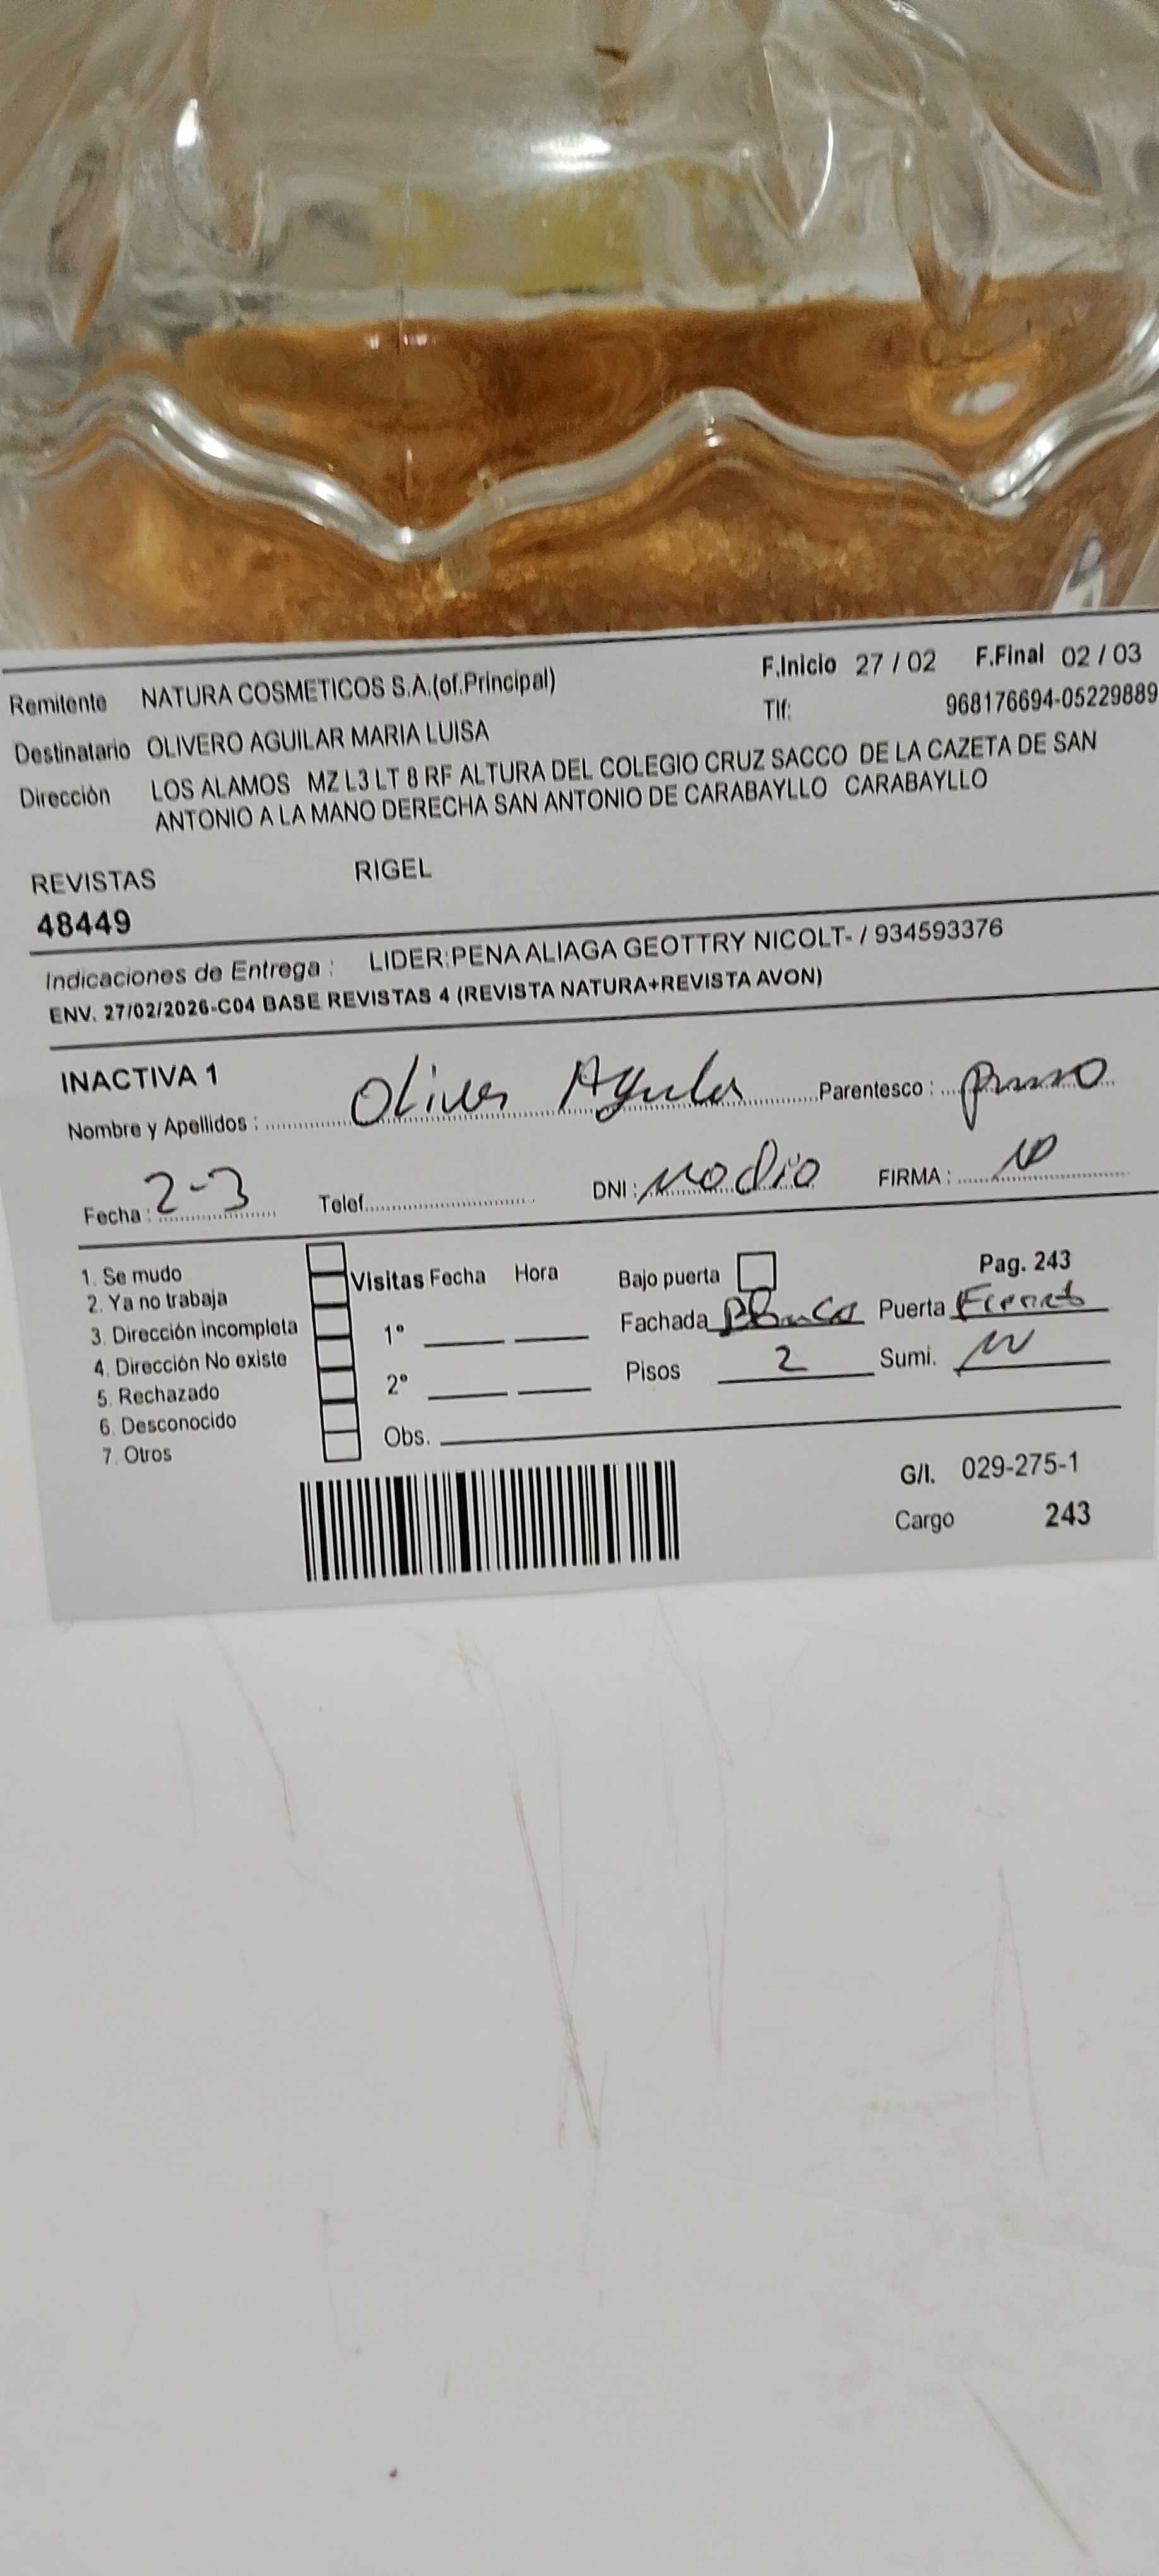 Remitente NATURA COSMETICOS S.A.(of.Principal) F.Inicio 27 / 02 F.Final 02 / 03
Tlf: 968176694-05229889
Destinatario OLIVERO AGUILAR MARIA LUISA
Dirección LOS ALAMOS MZ L3 LT 8 RF ALTURA DEL COLEGIO CRUZ SACCO DE LA CAZETA DE SAN
ANTONIO A LA MANO DERECHA SAN ANTONIO DE CARABAYLLO CARABAYLLO
REVISTAS RIGEL
48449
Indicaciones de Entrega : LIDER:PENA ALIAGA GEOTTRY NICOLT- / 934593376
ENV. 27/02/2026-C04 BASE REVISTAS 4 (REVISTA NATURA+REVISTA AVON)
INACTIVA 1
Nombre y Apellidos : Oliver Aguilar Parentesco :
Fecha : 2-3 Telef. DNI : No dio FIRMA : NO
1. Se mudo
2. Ya no trabaja
3. Dirección incompleta
4. Dirección No existe
5. Rechazado
6. Desconocido
7. Otros
Visitas Fecha Hora
1°
2°
Obs.
Bajo puerta Pag. 243
Fachada Blanca Puerta
Pisos 2 Sumi.
G/I. 029-275-1
Cargo 243